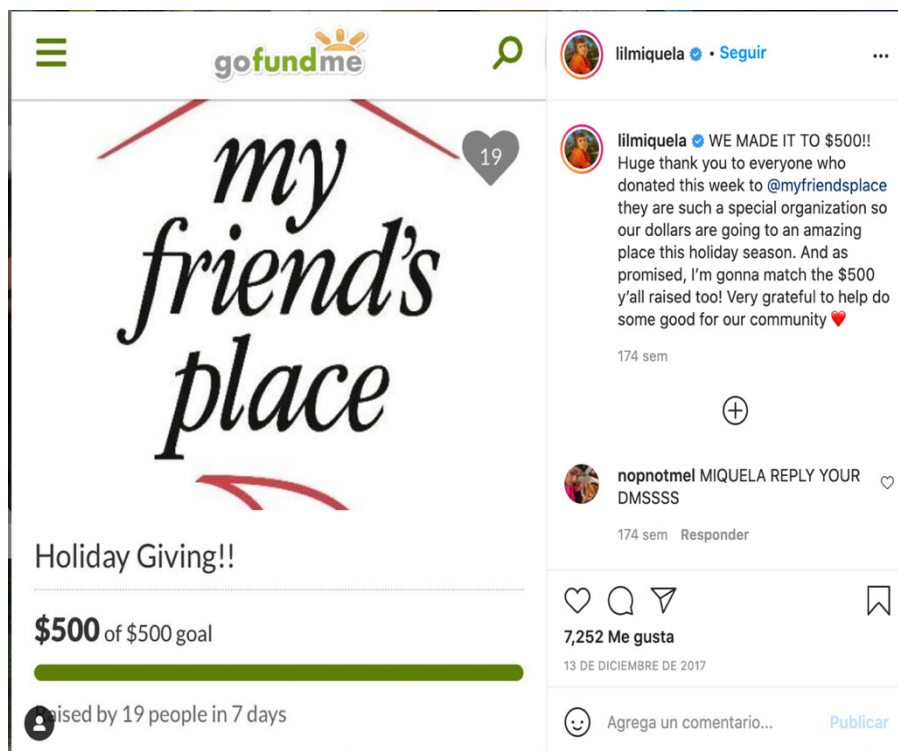 gofundme
19
my
friend's
place
Holiday Giving!!
$500 of $500 goal
aised by 19 people in 7 days
lilmiquela • Seguir
lilmiquela WE MADE IT TO $500!!
Huge thank you to everyone who
donated this week to @myfriendsplace
they are such a special organization so
our dollars are going to an amazing
place this holiday season. And as
promised, I'm gonna match the $500
y'all raised too! Very grateful to help do
some good for our community ❤️
174 sem
nopnotmel MIQUELA REPLY YOUR
DMSSSS
174 sem Responder
7,252 Me gusta
13 DE DICIEMBRE DE 2017
Agrega un comentario... Publicar